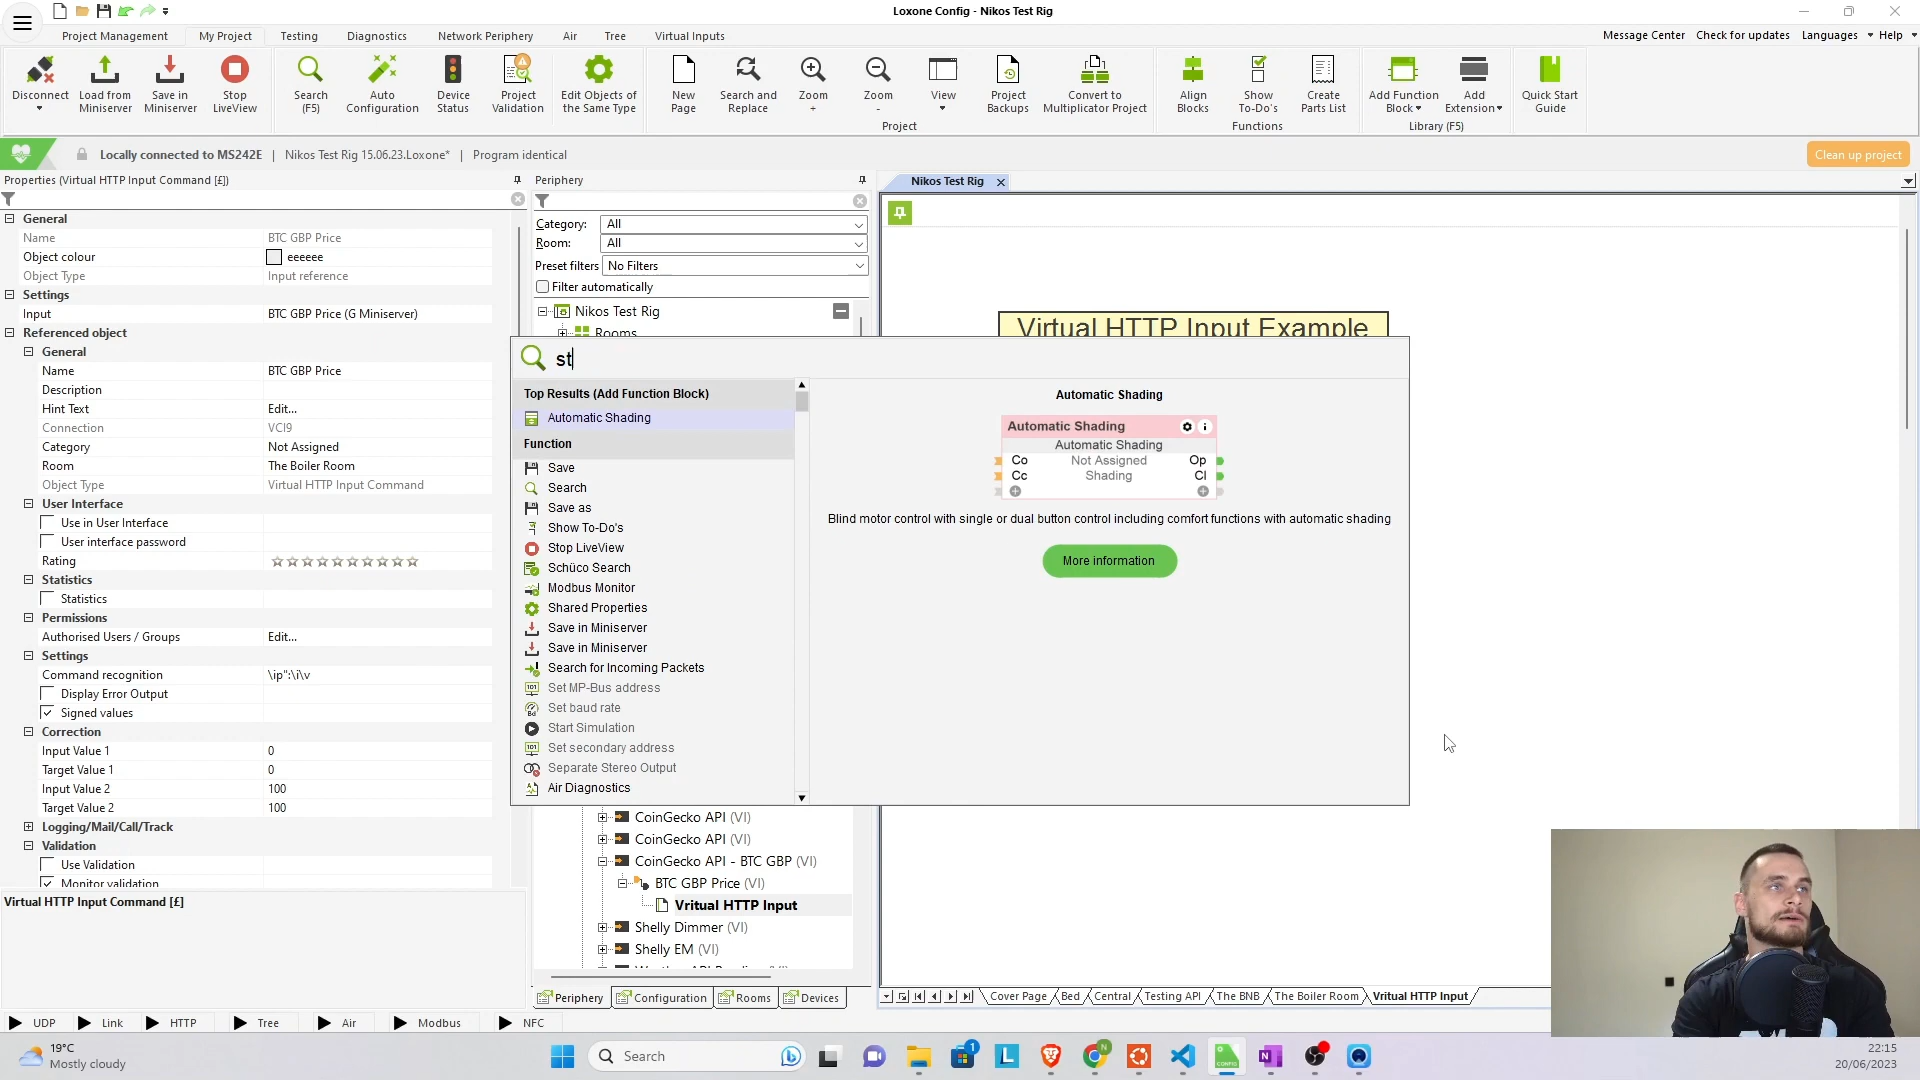 Loxone Config - Nikos Test Rig
Project Management
My Project
Testing
Diagnostics
Network Periphery
Air
Tree
Virtual Inputs
Message Center
Check for updates
Languages
Help
Disconnect
Load from Miniserver
Save in Miniserver
Stop LiveView
Search (F5)
Auto Configuration
Device Status
Project Validation
Edit Objects of the Same Type
New Page
Search and Replace
Zoom +
Zoom -
View
Project Backups
Convert to Multiplicator Project
Align Blocks
Show To-Do's
Create Parts List
Add Function Block
Add Extension
Quick Start Guide
Project
Functions
Library (F5)
Locally connected to MS242E | Nikos Test Rig 15.06.23.Loxone* | Program identical
Clean up project
Properties (Virtual HTTP Input Command [£])
General
Name BTC GBP Price
Object colour eeeeee
Object Type Input reference
Settings
Input BTC GBP Price (G Miniserver)
Referenced object
General
Name BTC GBP Price
Description
Hint Text Edit...
Connection VCI9
Category Not Assigned
Room The Boiler Room
Object Type Virtual HTTP Input Command
User Interface
Use in User Interface
User interface password
Rating
Statistics
Statistics
Permissions
Authorised Users / Groups Edit...
Settings
Command recognition \ip":\i\v
Display Error Output
Signed values
Correction
Input Value 1 0
Target Value 1 0
Input Value 2 100
Target Value 2 100
Logging/Mail/Call/Track
Validation
Use Validation
Monitor validation
Virtual HTTP Input Command [£]
Periphery
Category: All
Room: All
Preset filters No Filters
Filter automatically
Nikos Test Rig
Rooms
st
Top Results (Add Function Block)
Automatic Shading
Function
Save
Search
Save as
Show To-Do's
Stop LiveView
Schüco Search
Modbus Monitor
Shared Properties
Save in Miniserver
Save in Miniserver
Search for Incoming Packets
Set MP-Bus address
Set baud rate
Start Simulation
Set secondary address
Separate Stereo Output
Air Diagnostics
Automatic Shading
Automatic Shading
Automatic Shading
Co Not Assigned Op
Cc Shading Cl
Blind motor control with single or dual button control including comfort functions with automatic shading
More information
CoinGecko API (VI)
CoinGecko API (VI)
CoinGecko API - BTC GBP (VI)
BTC GBP Price (VI)
Vritual HTTP Input
Shelly Dimmer (VI)
Shelly EM (VI)
Periphery
Configuration
Rooms
Devices
Nikos Test Rig
Virtual HTTP Input Example
Cover Page
Bed
Central
Testing API
The BNB
The Boiler Room
Vritual HTTP Input
UDP
Link
HTTP
Tree
Air
Modbus
NFC
19°C
Mostly cloudy
Search
1
N
CONFIG
22:15
20/06/2023